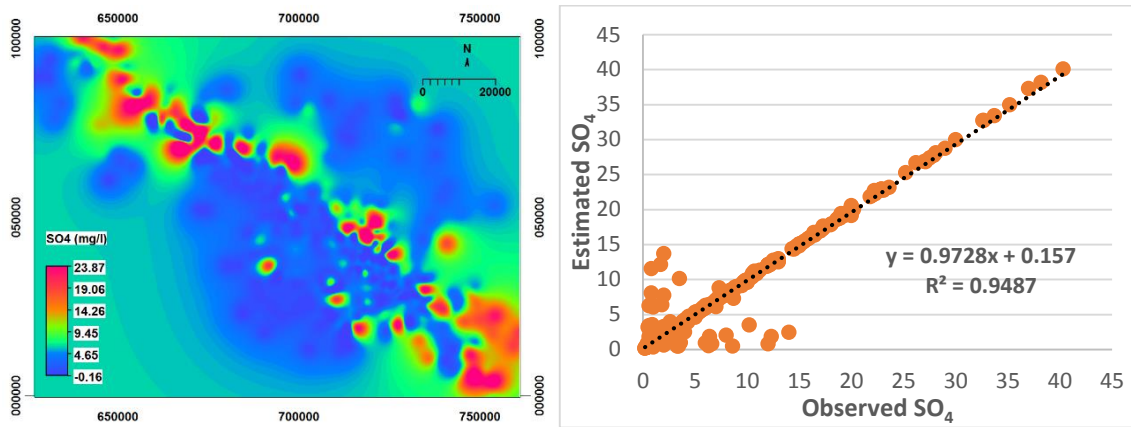 650000 700000 750000
100000
100000
N
20000
050000
050000
SO4 (mg/l)
23.87
19.06
14.26
9.45
4.65
-0.16
000000
000000
650000 700000 750000
Estimated SO4
45
40
35
30
25
20
15
10
5
0
y = 0.9728x + 0.157
R² = 0.9487
0 5 10 15 20 25 30 35 40 45
Observed SO4